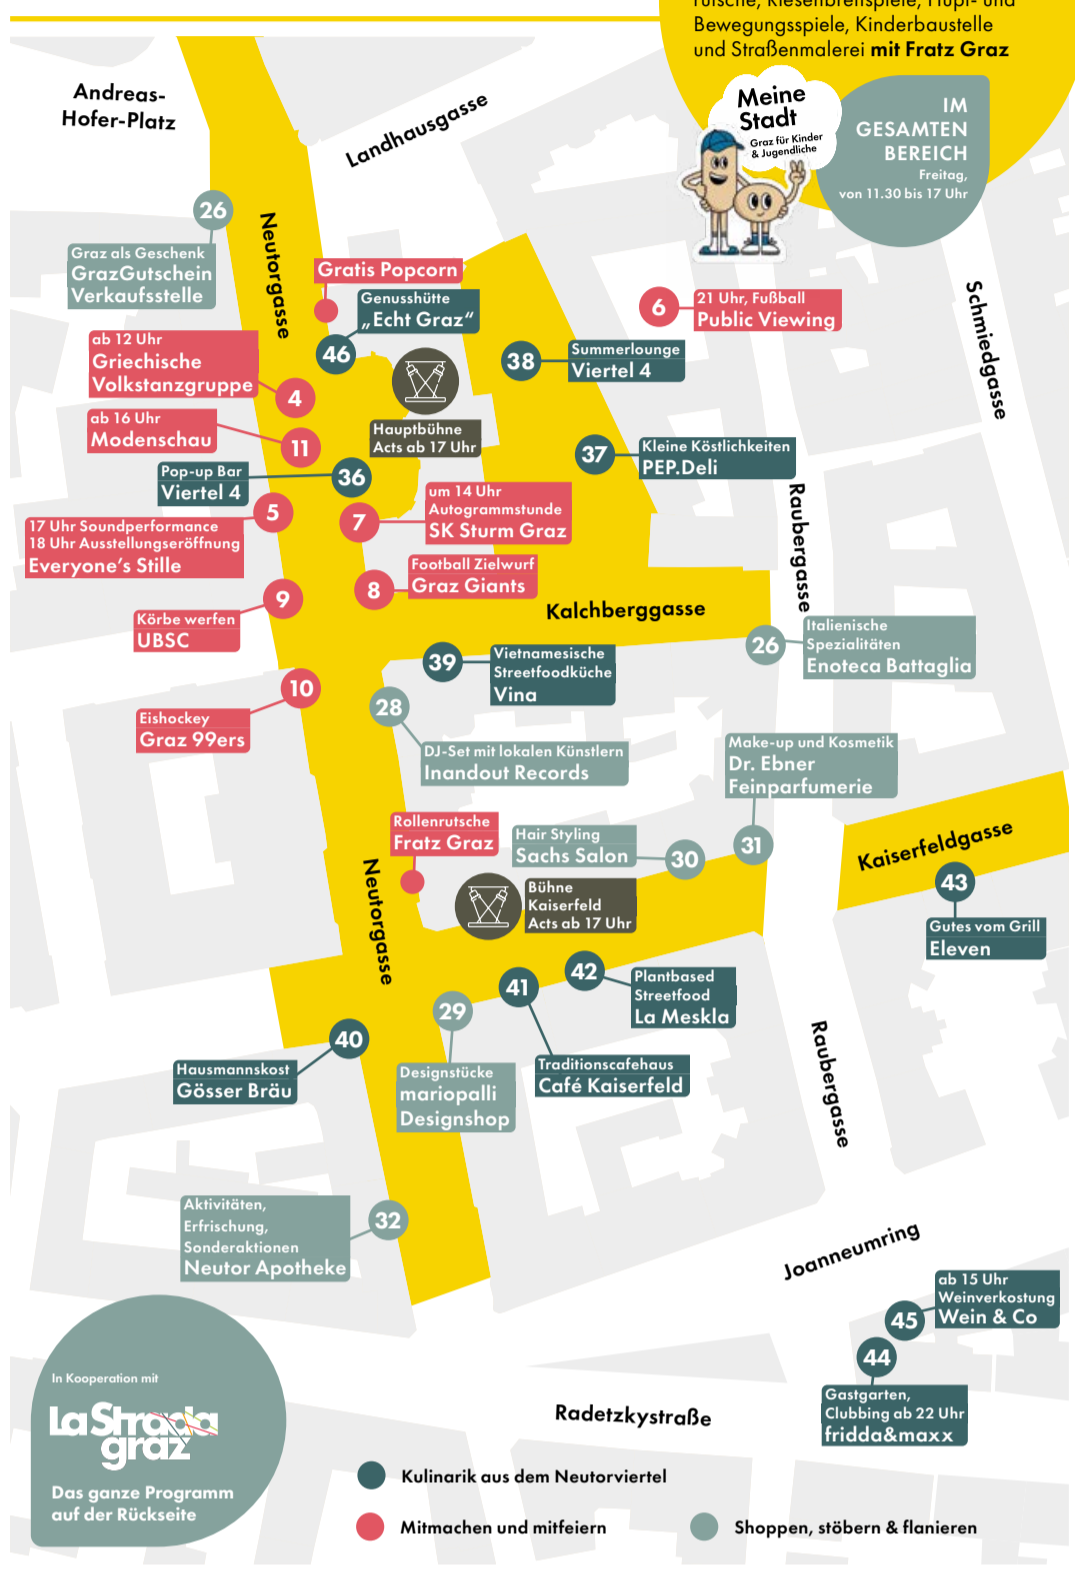 rutsche, Riesenbrettspiele, Hüpf- und
Bewegungsspiele, Kinderbaustelle
und Straßenmalerei mit Fratz Graz
Meine
Stadt
Graz für Kinder
& Jugendliche
IM
GESAMTEN
BEREICH
Freitag,
von 11.30 bis 17 Uhr
Andreas-
Hofer-Platz
Landhausgasse
26
Graz als Geschenk
GrazGutschein
Verkaufsstelle
Neutorgasse
Gratis Popcorn
Genusshütte
„Echt Graz“
46
6
21 Uhr, Fußball
Public Viewing
Schmiedgasse
ab 12 Uhr
Griechische
Volkstanzgruppe
4
38
Summerlounge
Viertel 4
Hauptbühne
Acts ab 17 Uhr
ab 16 Uhr
Modenschau
11
37
Kleine Köstlichkeiten
PEP.Deli
Pop-up Bar
Viertel 4
36
um 14 Uhr
Autogrammstunde
SK Sturm Graz
7
5
17 Uhr Soundperformance
18 Uhr Ausstellungseröffnung
Everyone’s Stille
Raubergasse
8
Football Zielwurf
Graz Giants
9
Körbe werfen
UBSC
Kalchberggasse
26
Italienische
Spezialitäten
Enoteca Battaglia
39
Vietnamesische
Streetfoodküche
Vina
10
Eishockey
Graz 99ers
28
DJ-Set mit lokalen Künstlern
Inandout Records
Make-up und Kosmetik
Dr. Ebner
Feinparfumerie
31
Rollenrutsche
Fratz Graz
Hair Styling
Sachs Salon
30
Kaiserfeldgasse
43
Gutes vom Grill
Eleven
Neutorgasse
Bühne
Kaiserfeld
Acts ab 17 Uhr
42
Plantbased
Streetfood
La Meskla
41
Traditionscafehaus
Café Kaiserfeld
29
Designstücke
mariopalli
Designshop
40
Hausmannskost
Gösser Bräu
Raubergasse
Aktivitäten,
Erfrischung,
Sonderaktionen
Neutor Apotheke
32
Joanneumring
ab 15 Uhr
Weinverkostung
Wein & Co
45
44
Gastgarten,
Clubbing ab 22 Uhr
fridda&maxx
In Kooperation mit
La Strada
graz
Das ganze Programm
auf der Rückseite
Radetzkystraße
Kulinarik aus dem Neutorviertel
Mitmachen und mitfeiern
Shoppen, stöbern & flanieren